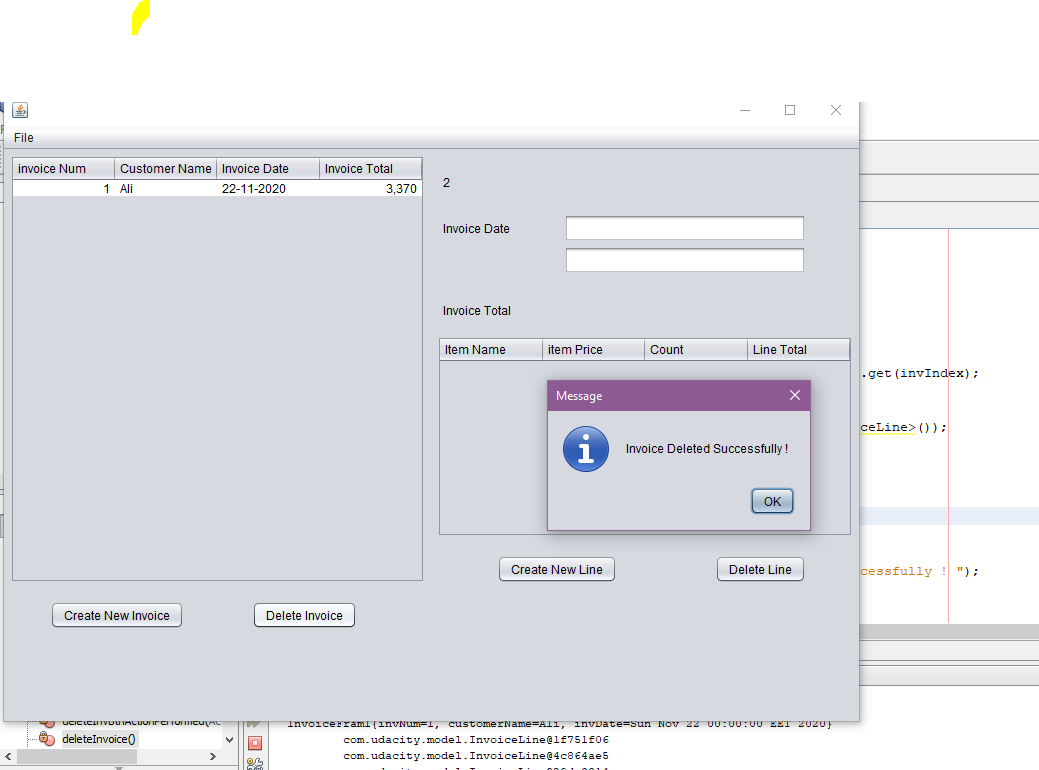 File
invoice Num Customer Name Invoice Date Invoice Total
1 Ali 22-11-2020 3,370
2
Invoice Date
Invoice Total
Item Name item Price Count Line Total
.get(invIndex);
ceLine>());
Message
Invoice Deleted Successfully !
OK
cessfully ! ");
Create New Line Delete Line
Create New Invoice Delete Invoice
InvoiceFram1{invNum=1, customerName=Ali, invDate=Sun Nov 22 00:00:00 EET 2020}
deleteInvoice()
com.udacity.model.InvoiceLine@1f751f06
com.udacity.model.InvoiceLine@4c864ae5